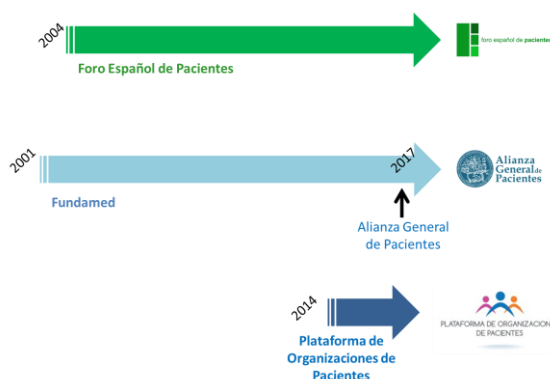 2004
foro español de pacientes
Foro Español de Pacientes
2001
2017
Alianza
General de
Pacientes
Fundamed
Alianza General
de Pacientes
2014
PLATAFORMA DE ORGANIZACION
DE PACIENTES
Plataforma de
Organizaciones de
Pacientes